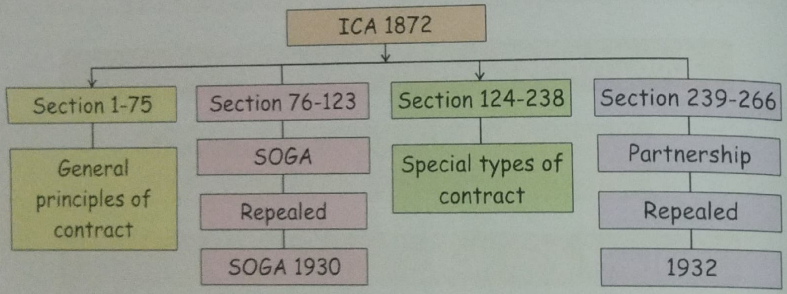 ICA 1872
Section 1-75
General
principles of
contract
Section 76-123
SOGA
Repealed
SOGA 1930
Section 124-238
Special types of
contract
Section 239-266
Partnership
Repealed
1932